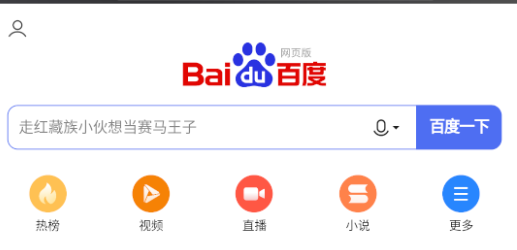 网页版
Bai du 百度
走红藏族小伙想当赛马王子
百度一下
热榜
视频
直播
小说
更多